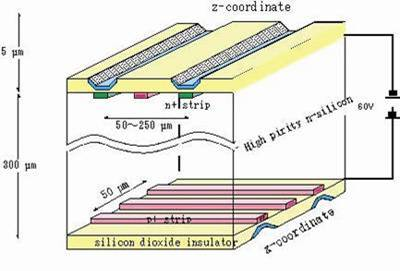 z-coordinate
5 μm
n+ strip
50~250 μm
60V
High pirity n-silicon
300 μm
50 μm
p+ strip
silicon dioxide insulator
z-coordinate